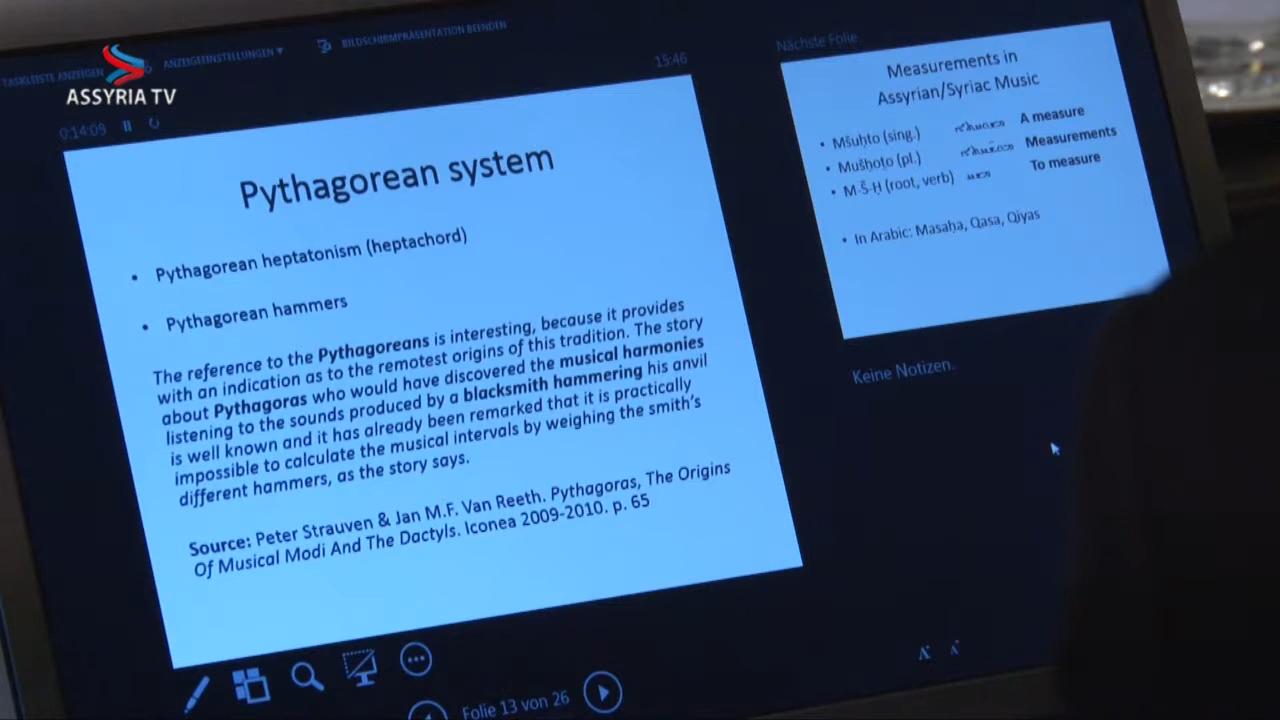 TASKLEISTE ANZEIGEN
ANZEIGEEINSTELLUNGEN ▼
BILDSCHIRMPRÄSENTATION BEENDEN
ASSYRIA TV
0:14:09
15:46
Pythagorean system
• Pythagorean heptatonism (heptachord)
• Pythagorean hammers
The reference to the Pythagoreans is interesting, because it provides
with an indication as to the remotest origins of this tradition. The story
about Pythagoras who would have discovered the musical harmonies
listening to the sounds produced by a blacksmith hammering his anvil
is well known and it has already been remarked that it is practically
impossible to calculate the musical intervals by weighing the smith's
different hammers, as the story says.
Source: Peter Strauven & Jan M.F. Van Reeth. Pythagoras, The Origins
Of Musical Modi And The Dactyls. Iconea 2009-2010. p. 65
Nächste Folie
Measurements in
Assyrian/Syriac Music
• Mšuḥto (sing.) A measure
• Mušḥoto (pl.) Measurements
• M-Š-Ḥ (root, verb) To measure
• In Arabic: Masaḥa, Qasa, Qiyas
Keine Notizen.
Folie 13 von 26
A A